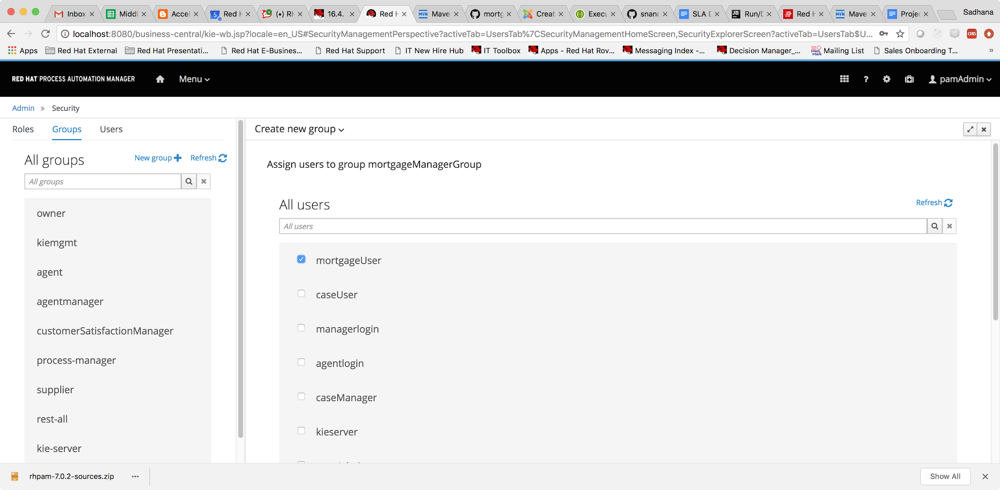 Inbox Middl Accel Red H (•) RH 16.4. Red H Mave mortg Creat Execu snanc SLA D Run/D Red H Mave Projec Sadhana
localhost:8080/business-central/kie-wb.jsp?locale=en_US#SecurityManagementPerspective?activeTab=UsersTab%7CSecurityManagementHomeScreen,SecurityExplorerScreen?activeTab=UsersTab$U... CORS
Apps Red Hat External Red Hat Presentati... Red Hat E-Busines... Red Hat Support IT New Hire Hub IT Toolbox Apps - Red Hat Rov... Messaging Index -... Decision Manager_... Mailing List Sales Onboarding T... »
RED HAT PROCESS AUTOMATION MANAGER Menu ? pamAdmin
Admin » Security
Roles Groups Users
Create new group
All groups New group Refresh
All groups
owner
kiemgmt
agent
agentmanager
customerSatisfactionManager
process-manager
supplier
rest-all
kie-server
Assign users to group mortgageManagerGroup
All users Refresh
All users
mortgageUser
caseUser
managerlogin
agentlogin
caseManager
kieserver
rhpam-7.0.2-sources.zip ... Show All